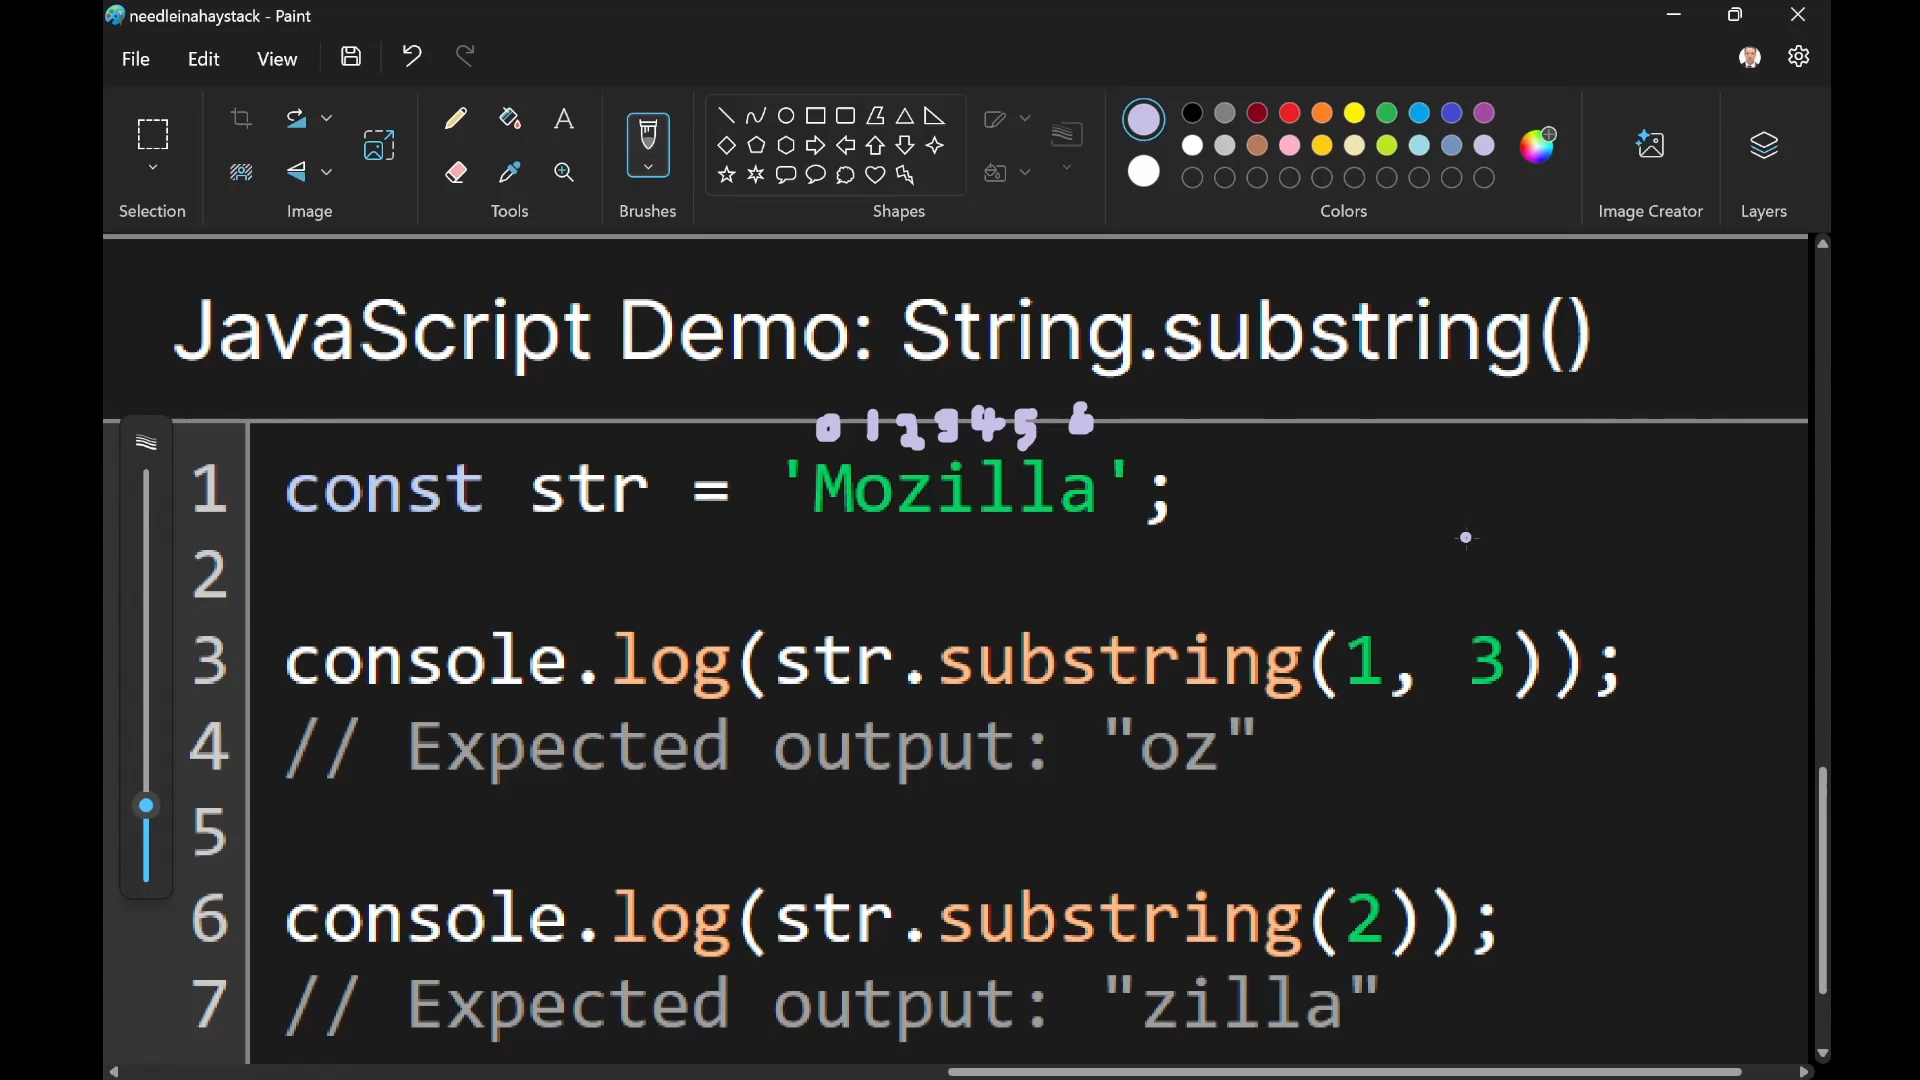 needleinahaystack - Paint
File Edit View
Selection Image Tools Brushes Shapes Colors Image Creator Layers
JavaScript Demo: String.substring()
0 1 2 3 4 5 6
1 const str = 'Mozilla';
2
3 console.log(str.substring(1, 3));
4 // Expected output: "oz"
5
6 console.log(str.substring(2));
7 // Expected output: "zilla"